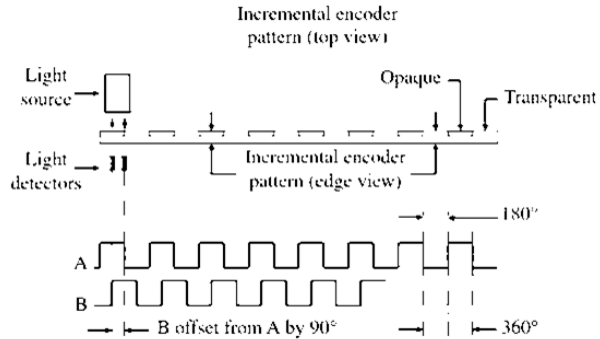 Incremental encoder
pattern (top view)
Light
source
Opaque
Transparent
Light
detectors
Incremental encoder
pattern (edge view)
180°
A
B
B offset from A by 90°
360°